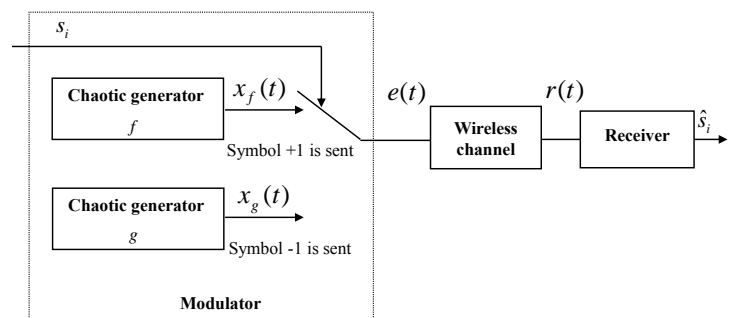 s_i
Chaotic generator
f
x_f(t)
Symbol +1 is sent
Chaotic generator
g
x_g(t)
Symbol -1 is sent
Modulator
e(t)
Wireless
channel
r(t)
Receiver
ŝ_i